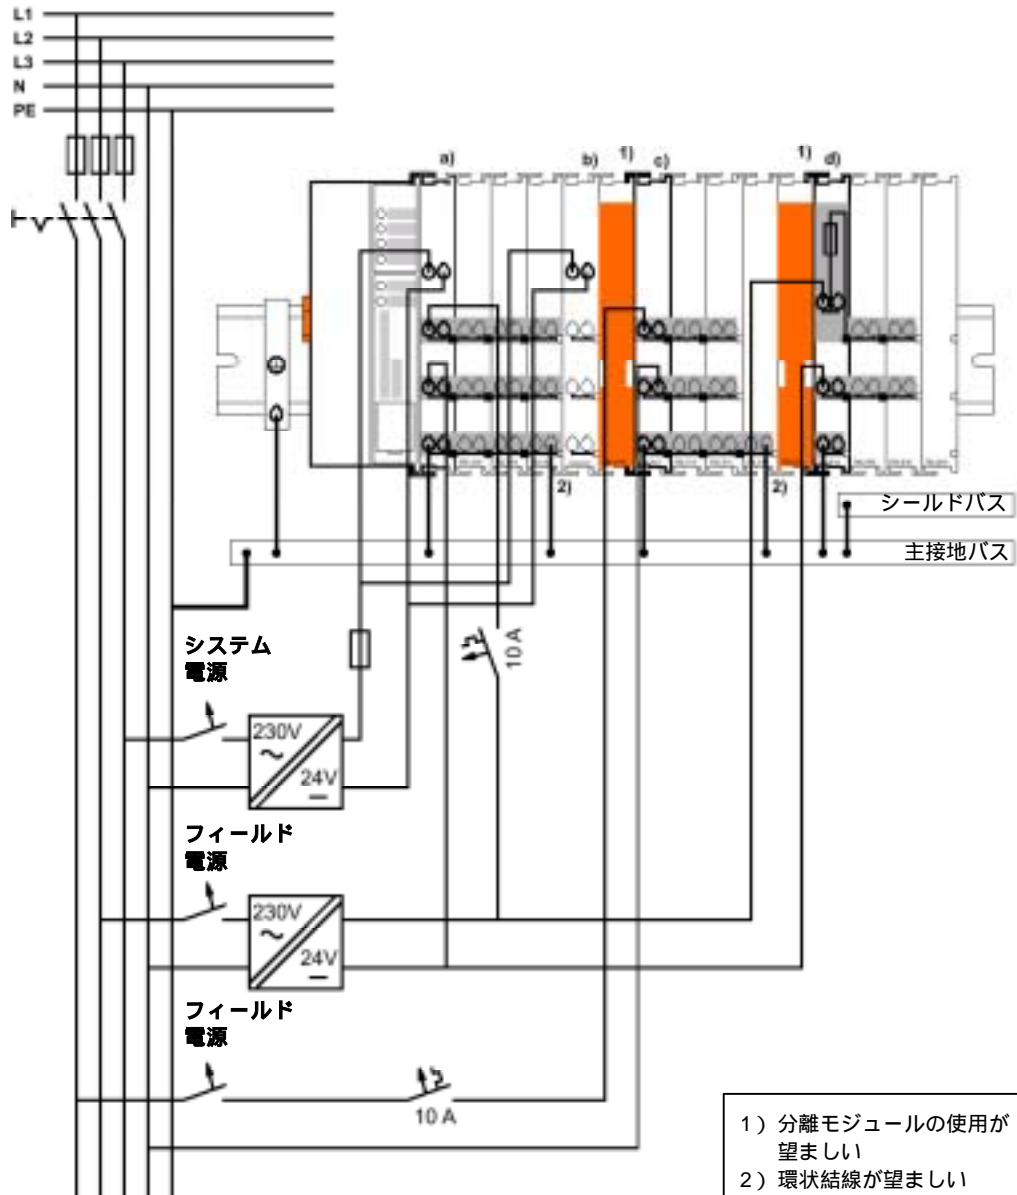 L1
L2
L3
N
PE
a)
b)
1)
c)
1)
d)
2)
2)
シールドバス
主接地バス
システム
電源
10 A
230V
24V
フィールド
電源
230V
24V
フィールド
電源
10 A
1）分離モジュールの使用が
望ましい
2）環状結線が望ましい